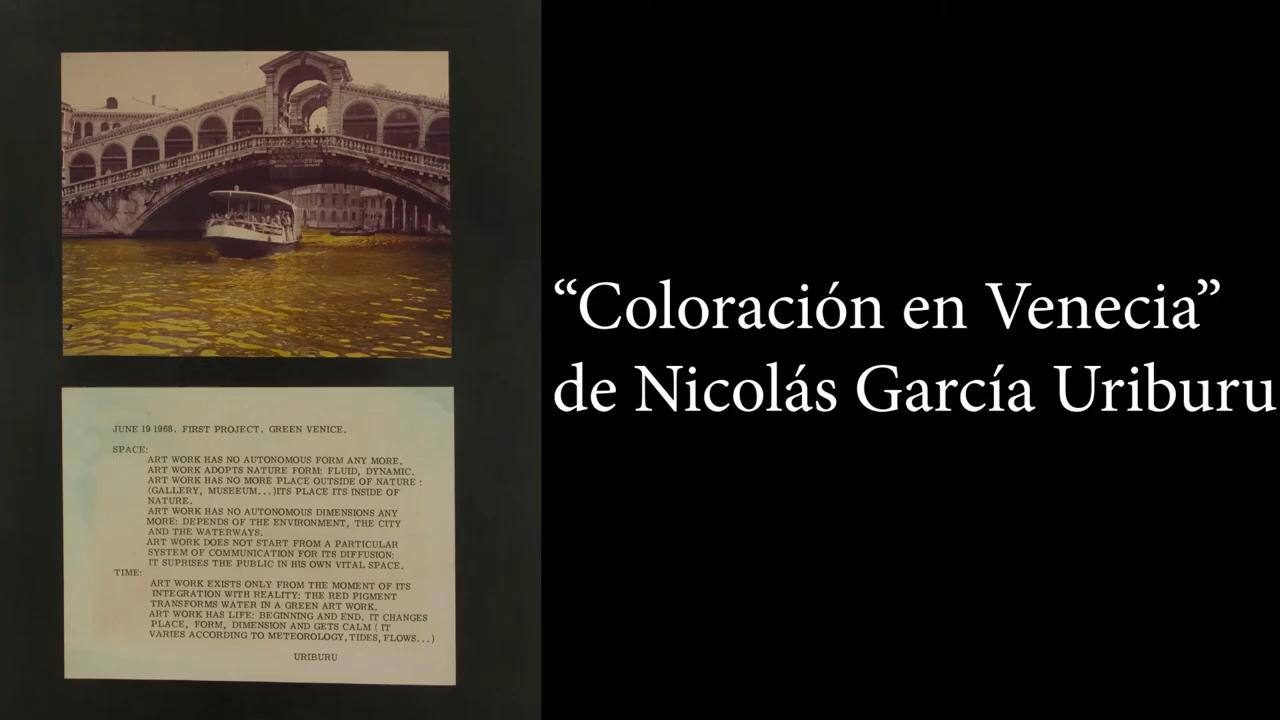 JUNE 19 1968. FIRST PROJECT. GREEN VENICE.
SPACE:
ART WORK HAS NO AUTONOMOUS FORM ANY MORE.
ART WORK ADOPTS NATURE FORM: FLUID, DYNAMIC.
ART WORK HAS NO MORE PLACE OUTSIDE OF NATURE :
(GALLERY, MUSEEUM...)ITS PLACE ITS INSIDE OF
NATURE.
ART WORK HAS NO AUTONOMOUS DIMENSIONS ANY
MORE: DEPENDS OF THE ENVIRONMENT, THE CITY
AND THE WATERWAYS.
ART WORK DOES NOT START FROM A PARTICULAR
SYSTEM OF COMMUNICATION FOR ITS DIFFUSION:
IT SUPRISES THE PUBLIC IN HIS OWN VITAL SPACE.
TIME:
ART WORK EXISTS ONLY FROM THE MOMENT OF ITS
INTEGRATION WITH REALITY: THE RED PIGMENT
TRANSFORMS WATER IN A GREEN ART WORK.
ART WORK HAS LIFE: BEGINNING AND END. IT CHANGES
PLACE, FORM, DIMENSION AND GETS CALM ( IT
VARIES ACCORDING TO METEOROLOGY, TIDES, FLOWS...)
URIBURU
“Coloración en Venecia”
de Nicolás García Uriburu